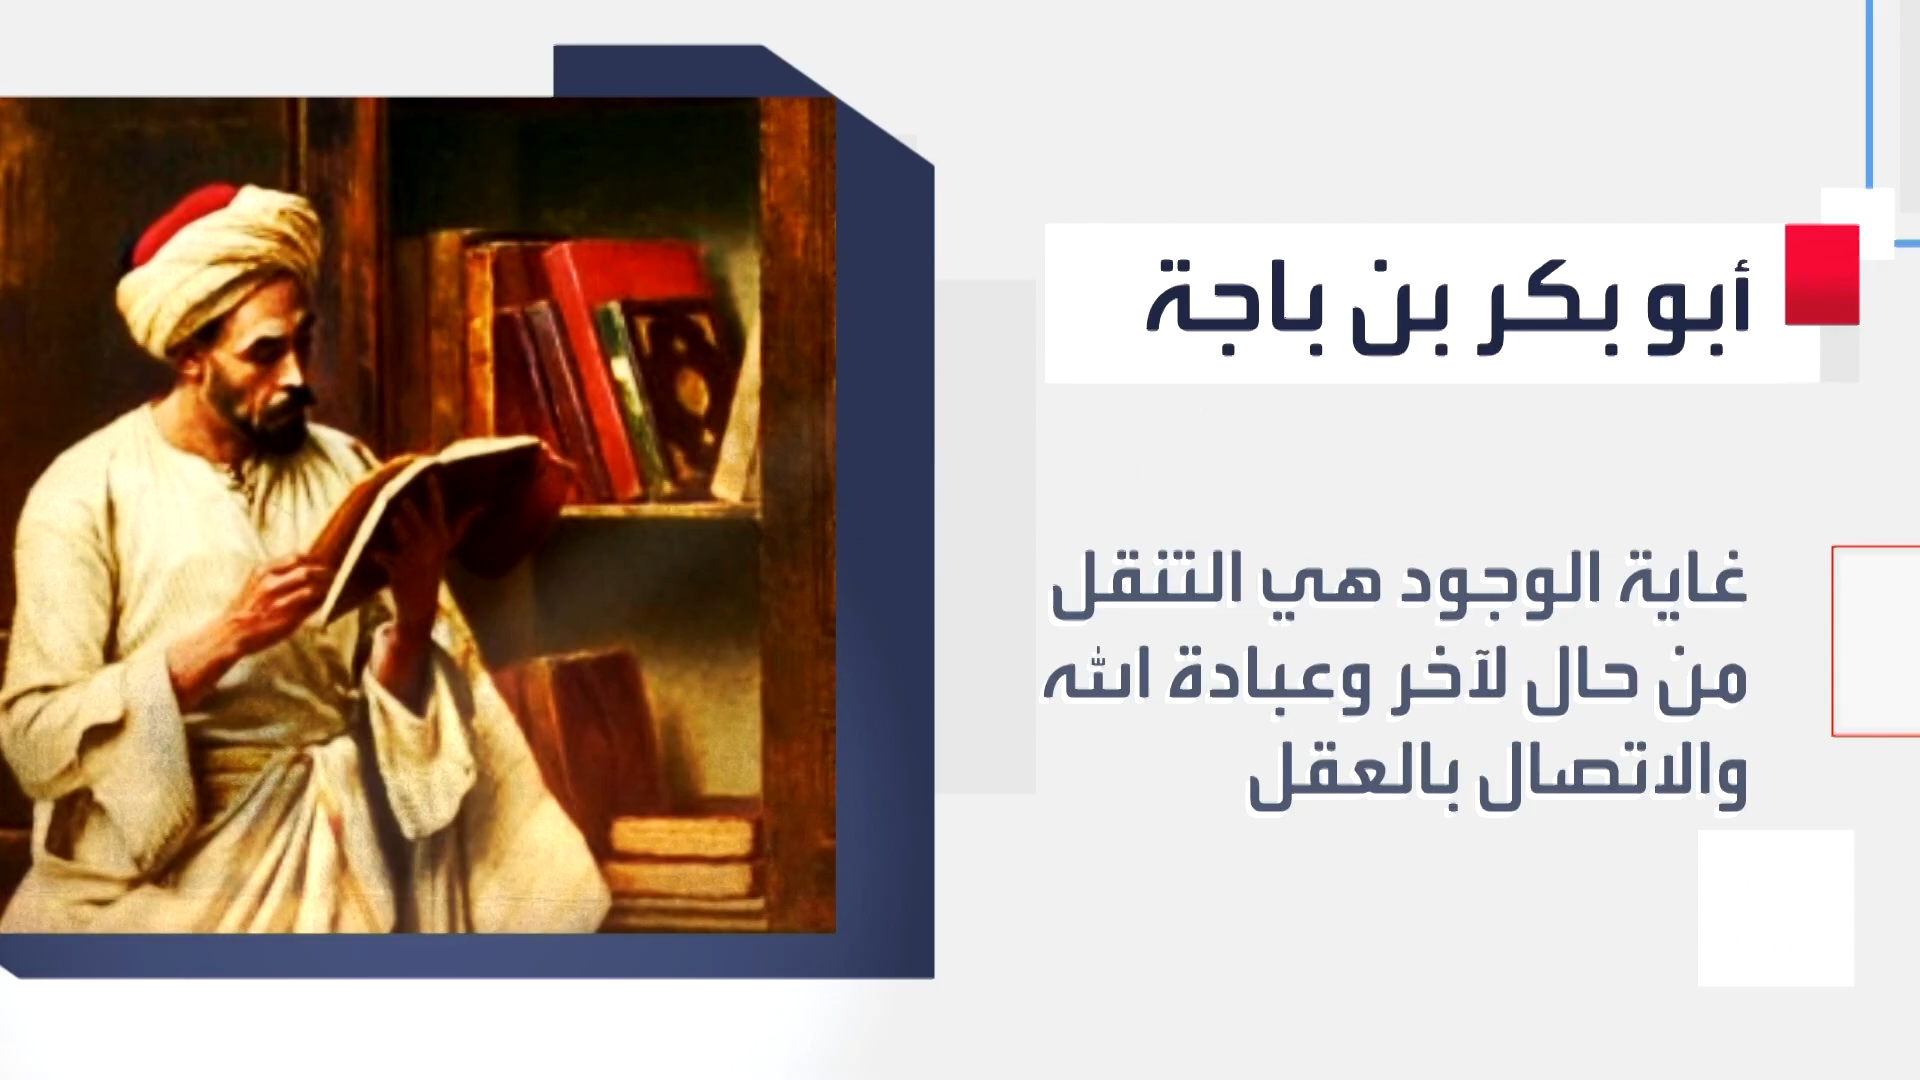 أبو بكر بن باجة
غاية الوجود هي التنقل
من حال لآخر وعبادة الله
والاتصال بالعقل